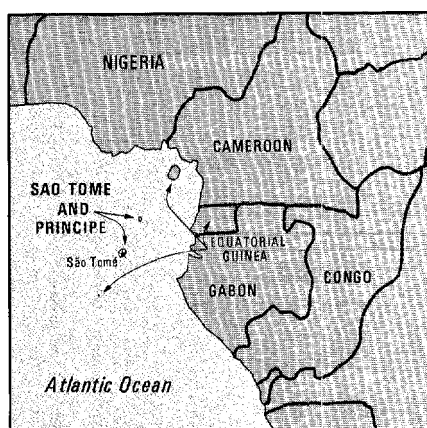 NIGERIA
CAMEROON
SAO TOME
AND
PRINCIPE
São Tomé
EQUATORIAL
GUINEA
GABON
CONGO
Atlantic Ocean